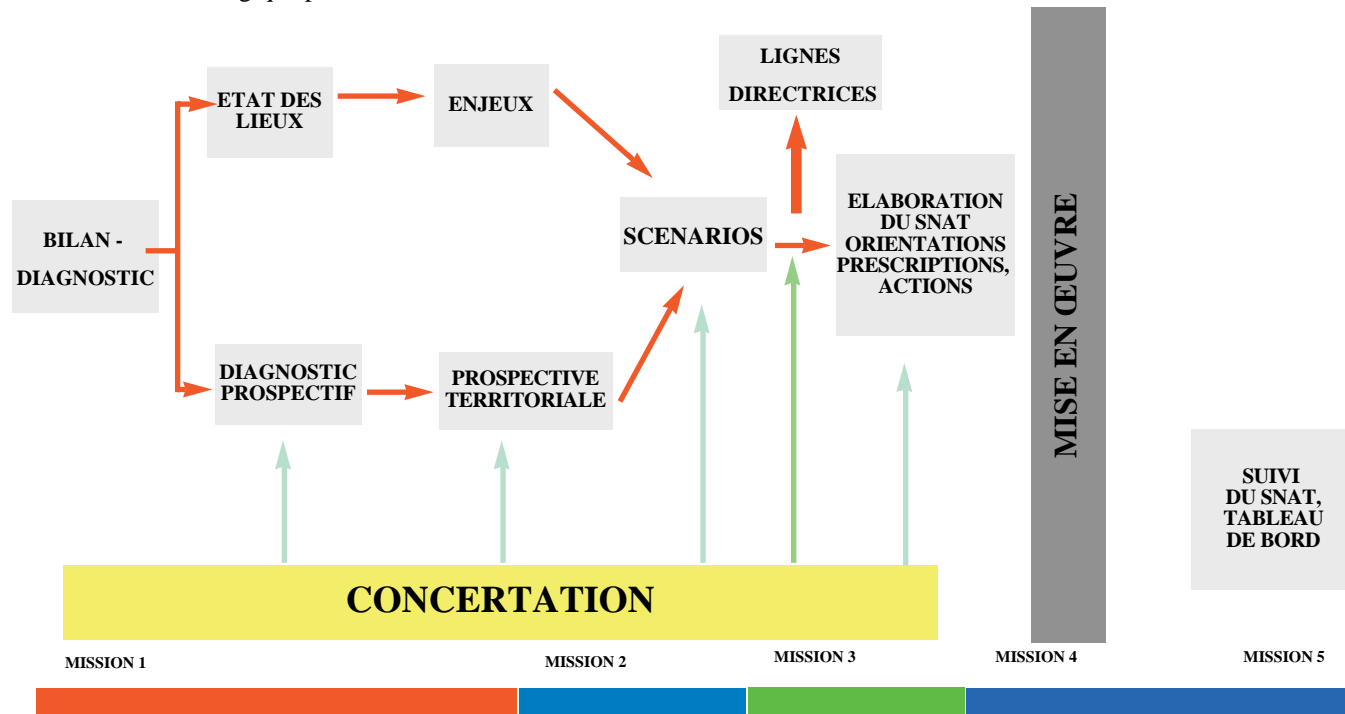 LIGNES
DIRECTRICES
ETAT DES
LIEUX
ENJEUX
BILAN -
DIAGNOSTIC
SCENARIOS
ELABORATION
DU SNAT
ORIENTATIONS
PRESCRIPTIONS,
ACTIONS
MISE EN ŒUVRE
DIAGNOSTIC
PROSPECTIF
PROSPECTIVE
TERRITORIALE
SUIVI
DU SNAT,
TABLEAU
DE BORD
CONCERTATION
MISSION 1
MISSION 2
MISSION 3
MISSION 4
MISSION 5